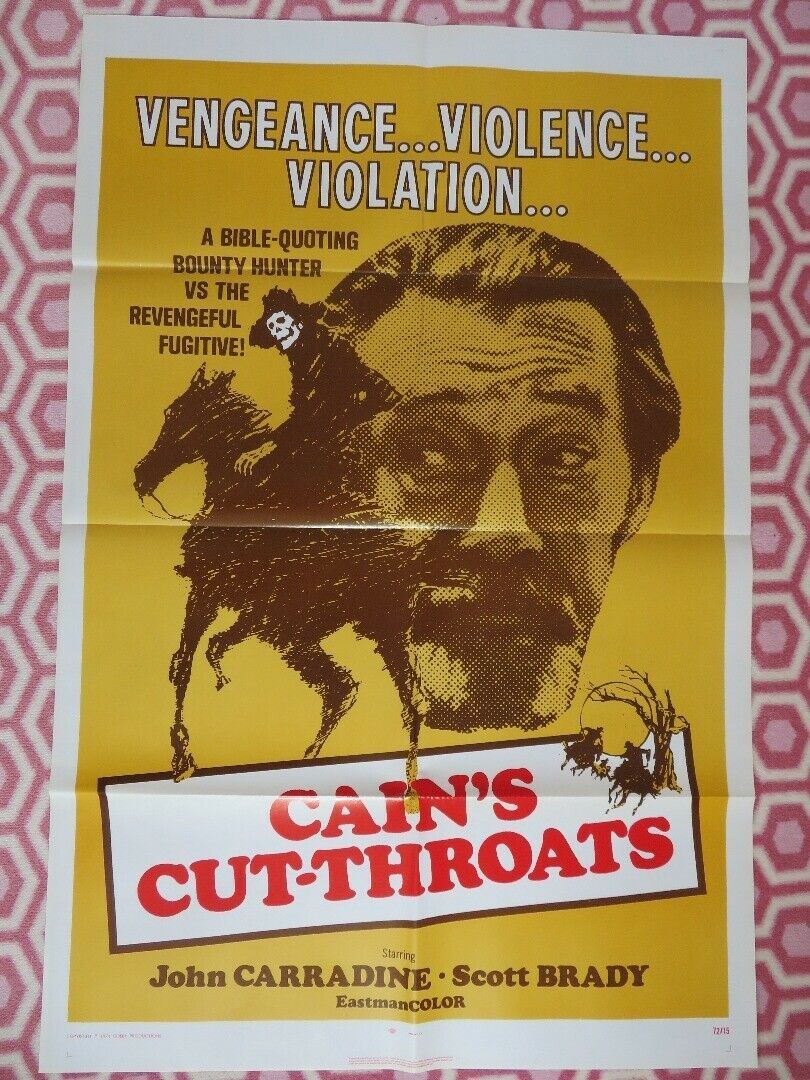 VENGEANCE...VIOLENCE...
VIOLATION...
A BIBLE-QUOTING
BOUNTY HUNTER
VS THE
REVENGEFUL
FUGITIVE!
CAIN'S
CUT-THROATS
Starring
John CARRADINE · Scott BRADY
EastmanCOLOR
72/15